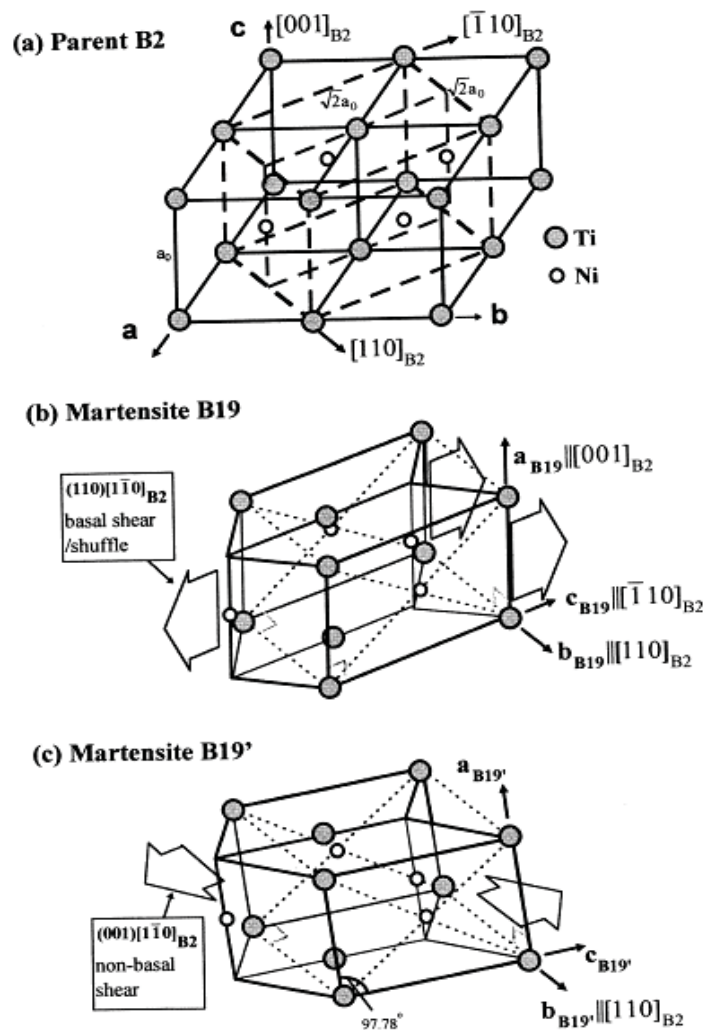 (a) Parent B2
c
[001]B2
[1̅10]B2
√2a₀
√2a₀
a₀
Ti
Ni
a
b
[110]B2
(b) Martensite B19
(110)[11̅0]B2
basal shear
/shuffle
aB19||[001]B2
cB19||[1̅10]B2
bB19||[110]B2
(c) Martensite B19’
aB19'
(001)[11̅0]B2
non-basal
shear
cB19'
bB19'||[110]B2
97.78°